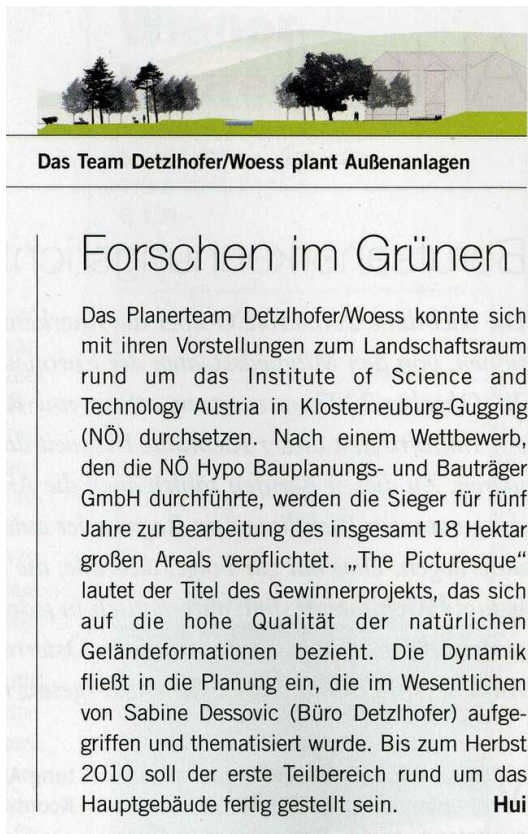 Das Team Detzlhofer/Woess plant Außenanlagen
Forschen im Grünen
Das Planerteam Detzlhofer/Woess konnte sich
mit ihren Vorstellungen zum Landschaftsraum
rund um das Institute of Science and
Technology Austria in Klosterneuburg-Gugging
(NÖ) durchsetzen. Nach einem Wettbewerb,
den die NÖ Hypo Bauplanungs- und Bauträger
GmbH durchführte, werden die Sieger für fünf
Jahre zur Bearbeitung des insgesamt 18 Hektar
großen Areals verpflichtet. „The Picturesque“
lautet der Titel des Gewinnerprojekts, das sich
auf die hohe Qualität der natürlichen
Geländeformationen bezieht. Die Dynamik
fließt in die Planung ein, die im Wesentlichen
von Sabine Dessovic (Büro Detzlhofer) aufge-
griffen und thematisiert wurde. Bis zum Herbst
2010 soll der erste Teilbereich rund um das
Hauptgebäude fertig gestellt sein. Hui